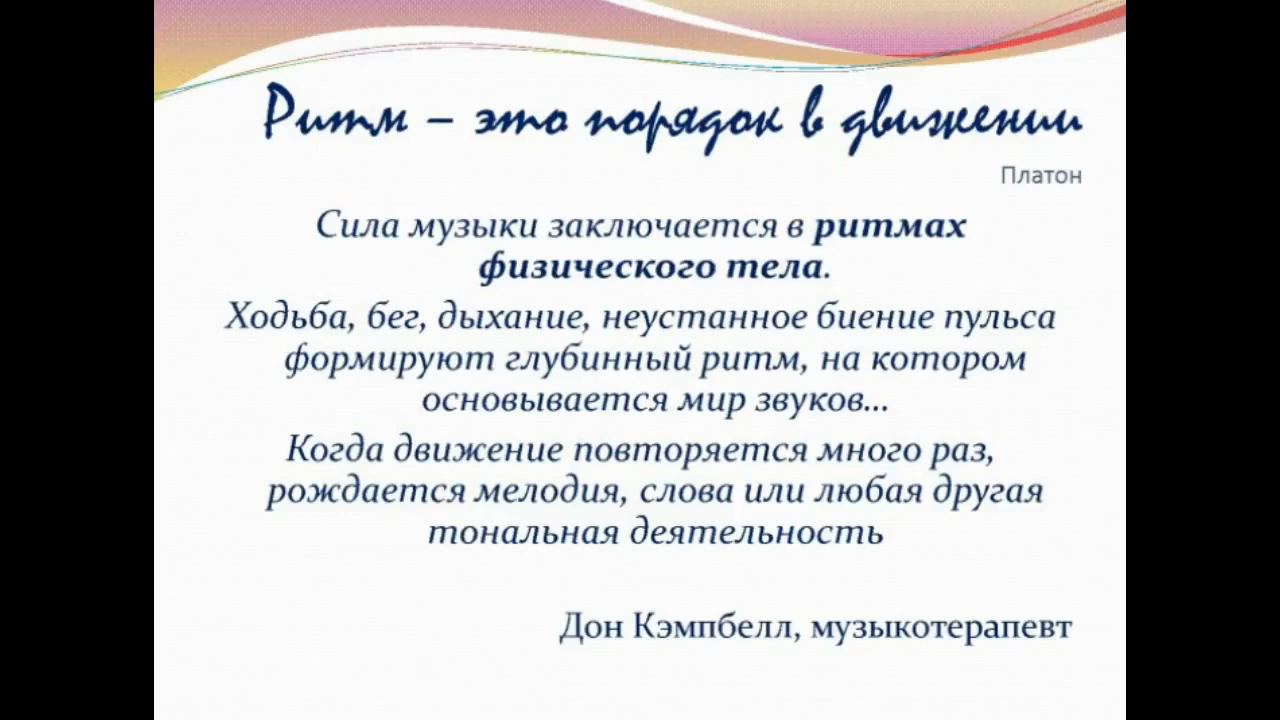 Ритм – это порядок в движении
Платон
Сила музыки заключается в ритмах
физического тела.
Ходьба, бег, дыхание, неустанное биение пульса
формируют глубинный ритм, на котором
основывается мир звуков...
Когда движение повторяется много раз,
рождается мелодия, слова или любая другая
тональная деятельность
Дон Кэмпбелл, музыкотерапевт